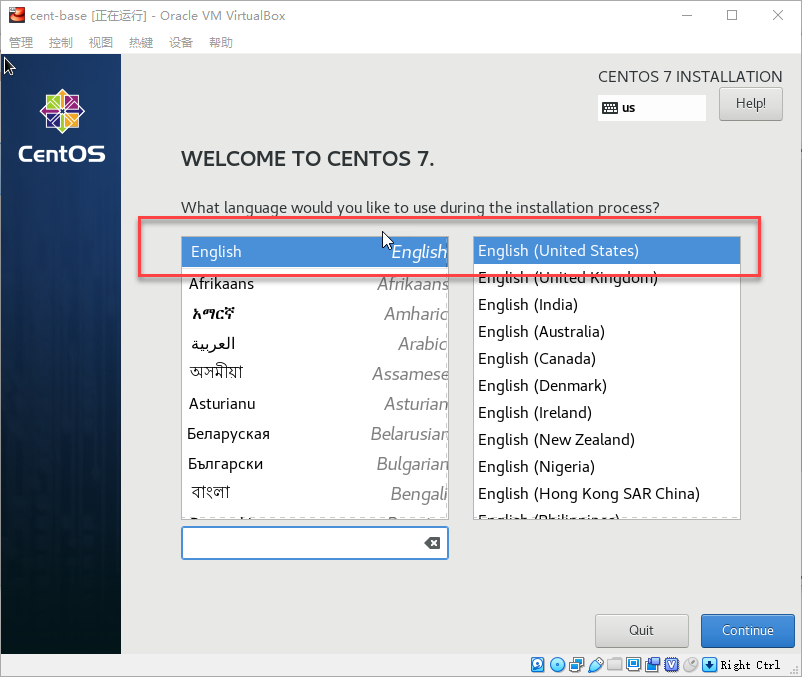 cent-base [正在运行] - Oracle VM VirtualBox
管理 控制 视图 热键 设备 帮助
CentOS
CENTOS 7 INSTALLATION
us
Help!
WELCOME TO CENTOS 7.
What language would you like to use during the installation process?
English English
Afrikaans Afrikaans
አማርኛ Amharic
العربية Arabic
অসমীয়া Assamese
Asturianu Asturian
Беларуская Belarusian
Български Bulgarian
বাংলা Bengali
English (United States)
English (United Kingdom)
English (India)
English (Australia)
English (Canada)
English (Denmark)
English (Ireland)
English (New Zealand)
English (Nigeria)
English (Hong Kong SAR China)
English (Philippines)
Quit
Continue
Right Ctrl